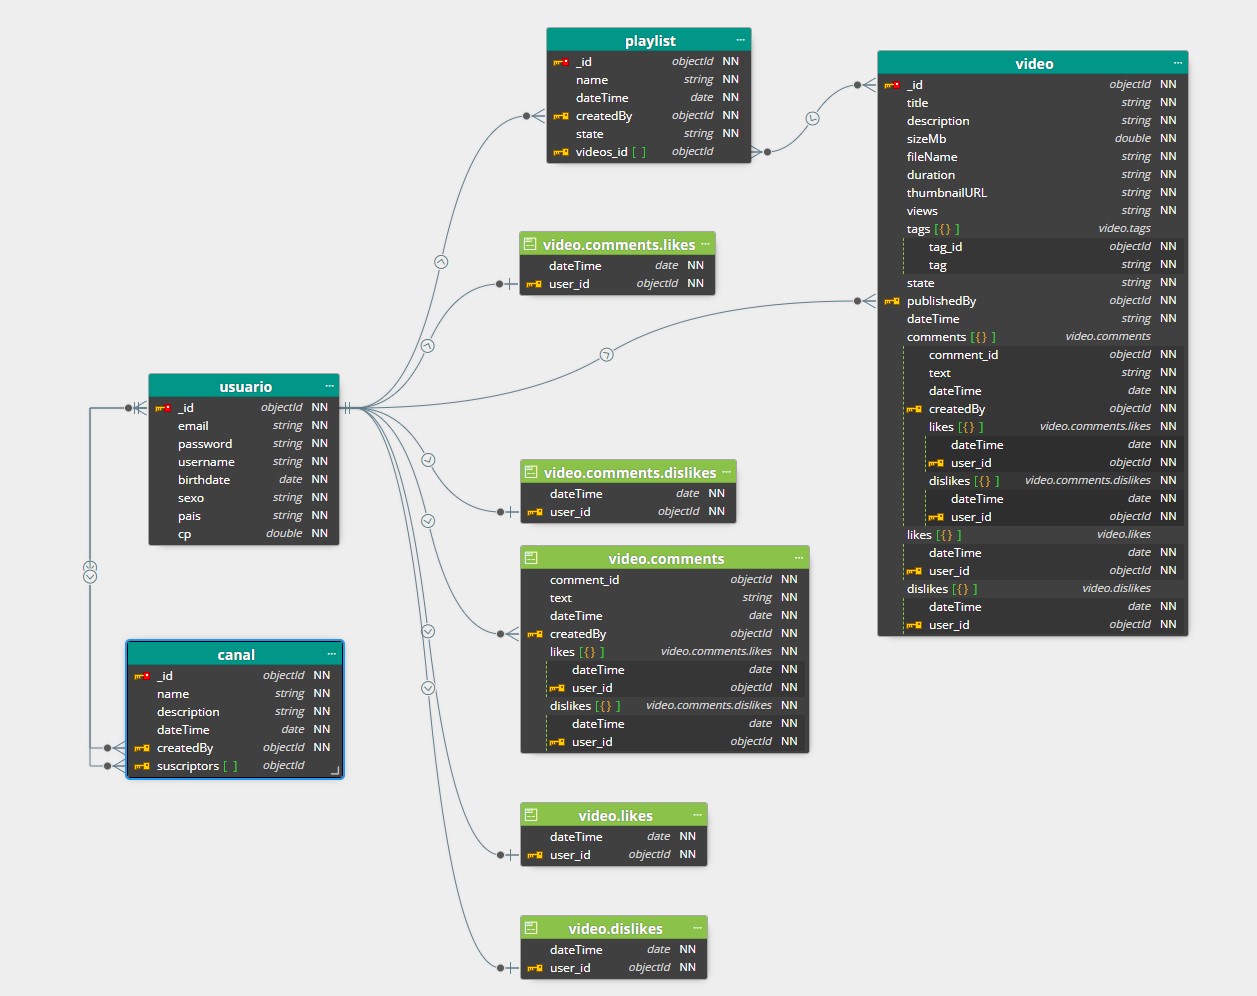 playlist ...
_id objectId NN
name string NN
dateTime date NN
createdBy objectId NN
state string NN
videos_id [ ] objectId
video ...
_id objectId NN
title string NN
description string NN
sizeMb double NN
fileName string NN
duration string NN
thumbnailURL string NN
views string NN
tags [{} ] video.tags
tag_id objectId NN
tag string NN
state string NN
publishedBy objectId NN
dateTime string NN
comments [{} ] video.comments
comment_id objectId NN
text string NN
dateTime date NN
createdBy objectId NN
likes [{} ] video.comments.likes NN
dateTime date NN
user_id objectId NN
dislikes [{} ] video.comments.dislikes NN
dateTime date NN
user_id objectId NN
likes [{} ] video.likes
dateTime date NN
user_id objectId NN
dislikes [{} ] video.dislikes
dateTime date NN
user_id objectId NN
video.comments.likes ...
dateTime date NN
user_id objectId NN
usuario ...
_id objectId NN
email string NN
password string NN
username string NN
birthdate date NN
sexo string NN
pais string NN
cp double NN
video.comments.dislikes ...
dateTime date NN
user_id objectId NN
video.comments ...
comment_id objectId NN
text string NN
dateTime date NN
createdBy objectId NN
likes [{} ] video.comments.likes NN
dateTime date NN
user_id objectId NN
dislikes [{} ] video.comments.dislikes NN
dateTime date NN
user_id objectId NN
canal ...
_id objectId NN
name string NN
description string NN
dateTime date NN
createdBy objectId NN
suscriptors [ ] objectId
video.likes ...
dateTime date NN
user_id objectId NN
video.dislikes ...
dateTime date NN
user_id objectId NN